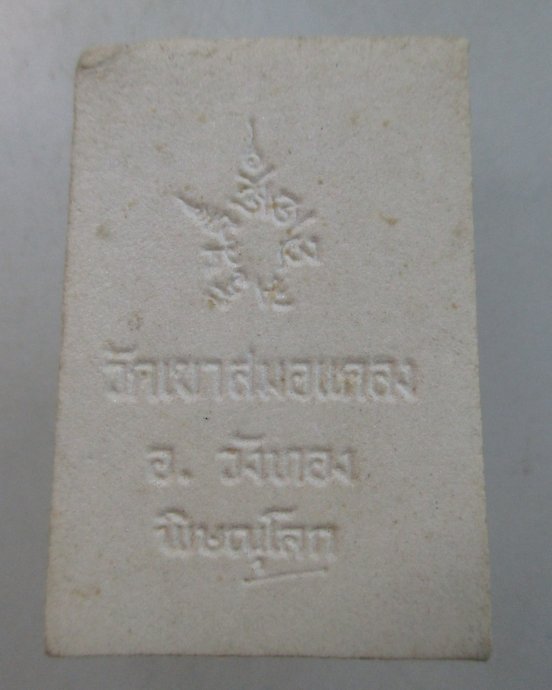 วัดเขาสมอแคลง
อ. วังทอง
พิษณุโลก